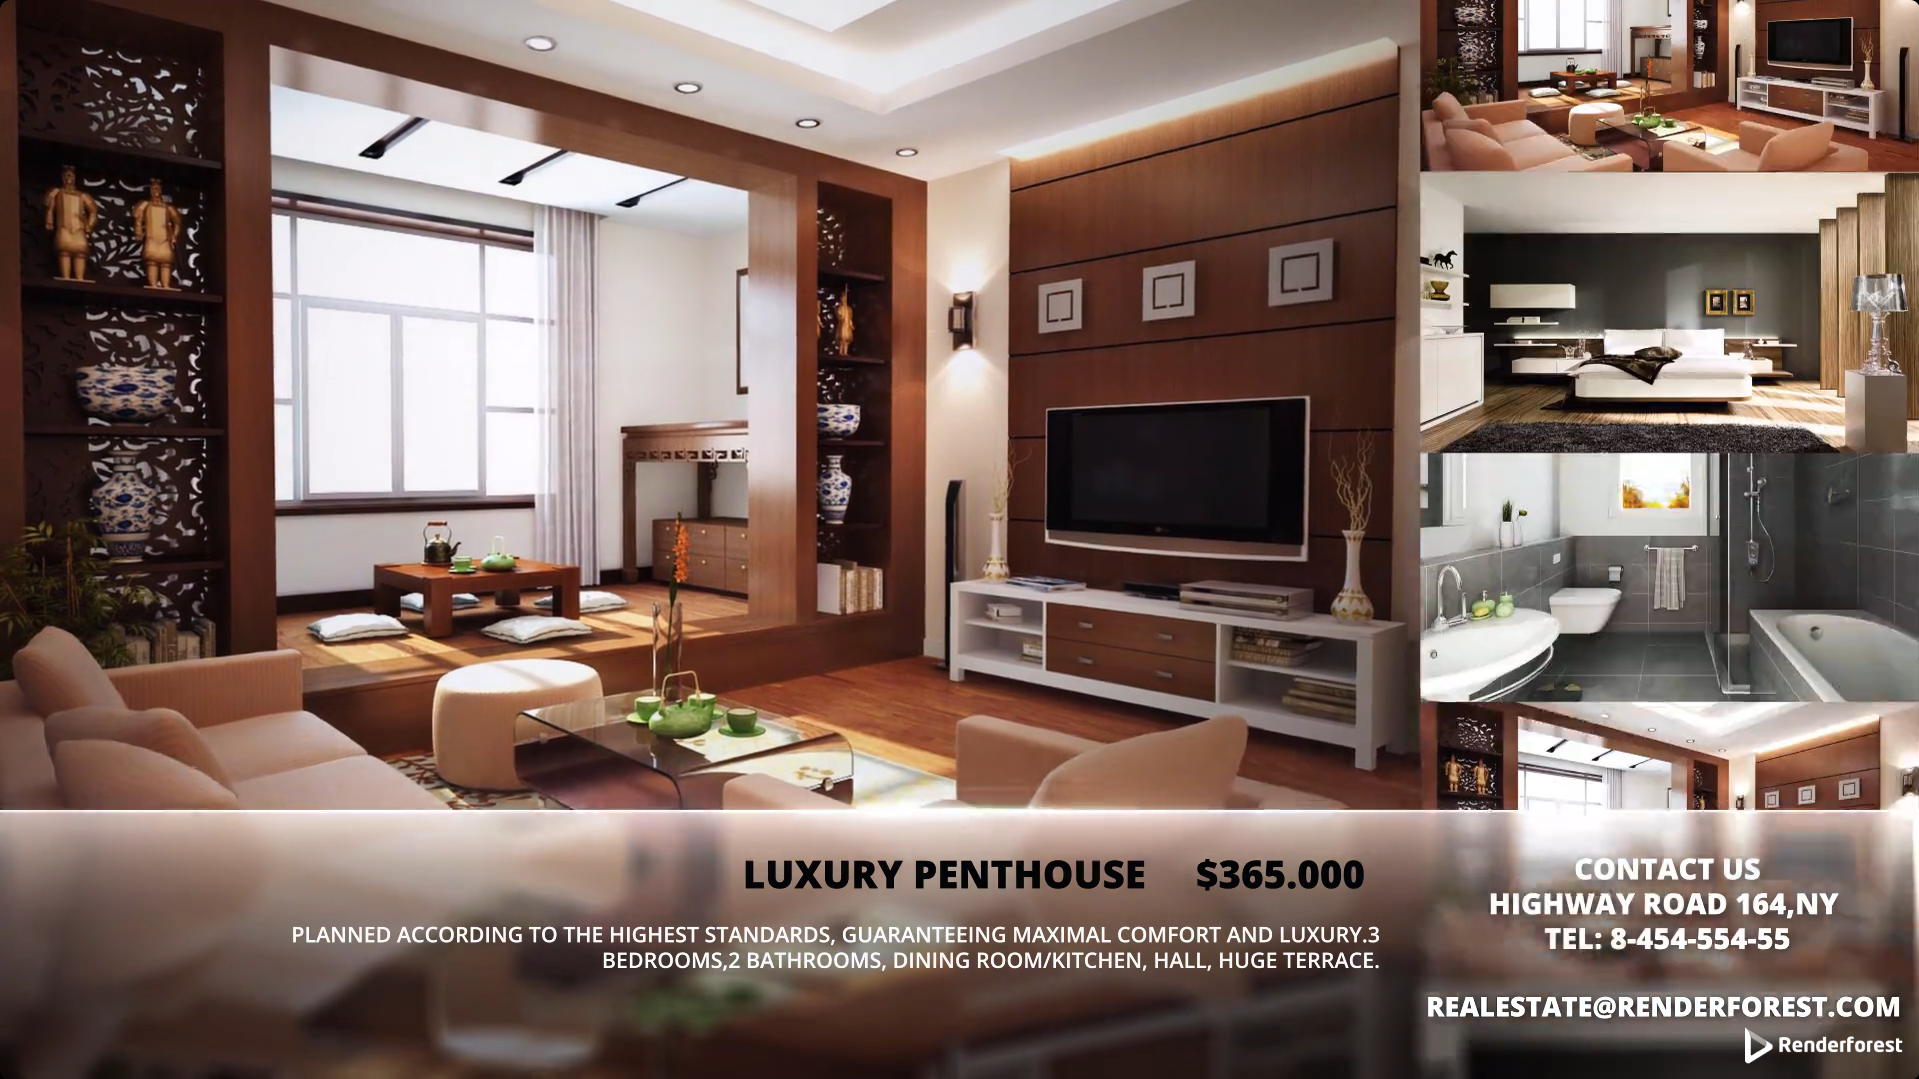 LUXURY PENTHOUSE $365.000
PLANNED ACCORDING TO THE HIGHEST STANDARDS, GUARANTEEING MAXIMAL COMFORT AND LUXURY.3
BEDROOMS,2 BATHROOMS, DINING ROOM/KITCHEN, HALL, HUGE TERRACE.
CONTACT US
HIGHWAY ROAD 164,NY
TEL: 8-454-554-55
REALESTATE@RENDERFOREST.COM
Renderforest